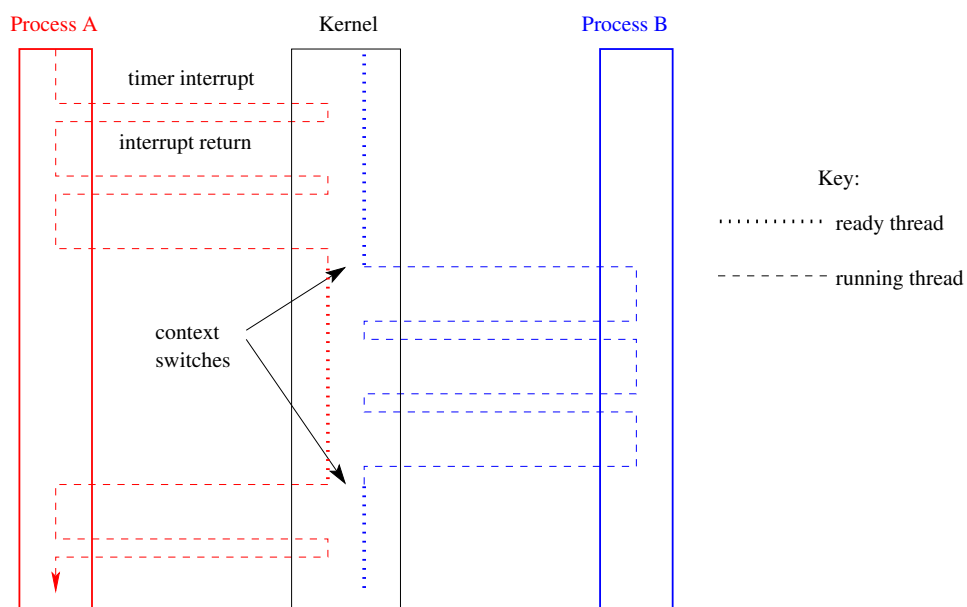 Process A
Kernel
Process B
timer interrupt
interrupt return
Key:
ready thread
running thread
context
switches